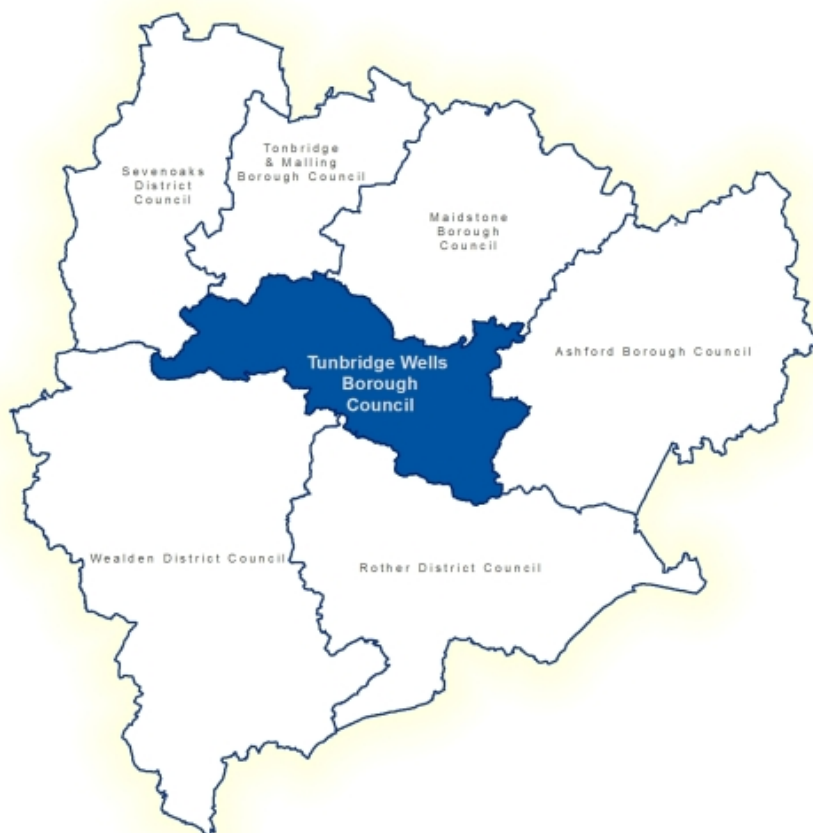 Tonbridge
& Malling
Borough Council
Sevenoaks
District
Council
Maidstone
Borough
Council
Ashford Borough Council
Tunbridge Wells
Borough
Council
Wealden District Council
Rother District Council